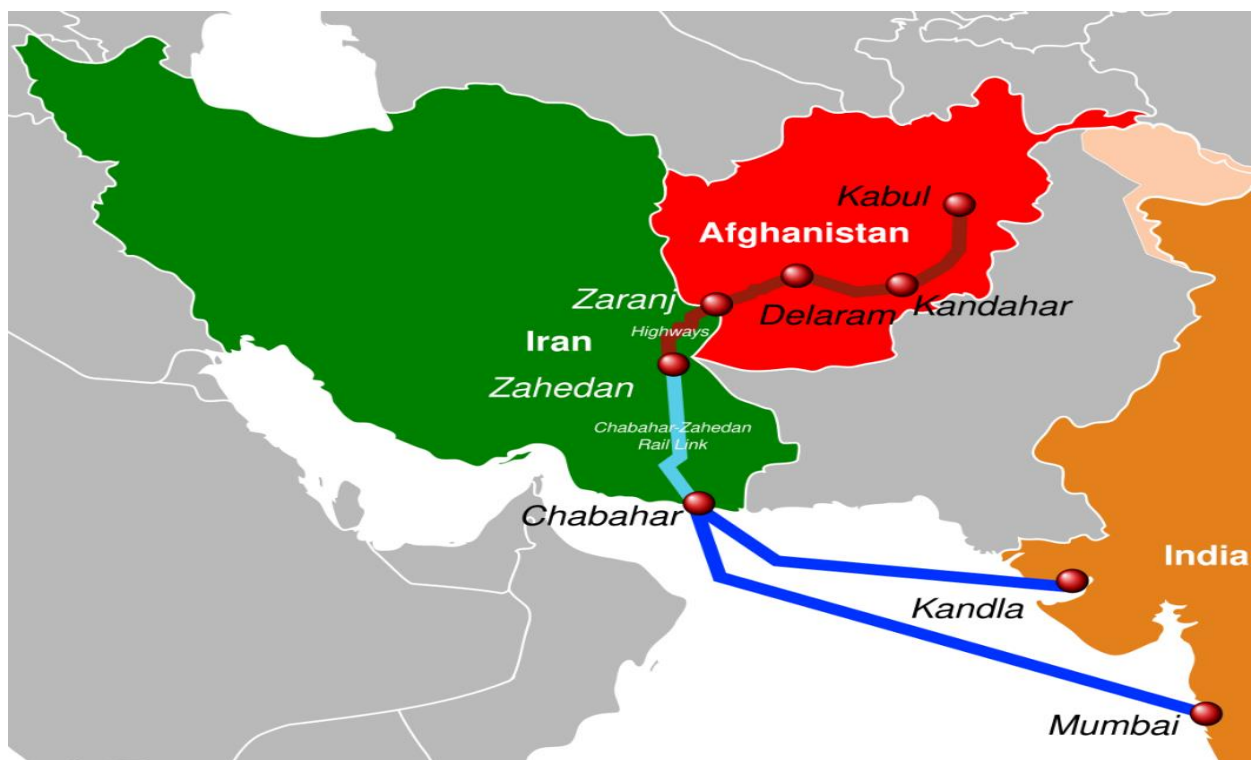 Kabul
Afghanistan
Zaranj
Delaram
Kandahar
Highways
Iran
Zahedan
Chabahar-Zahedan
Rail Link
Chabahar
India
Kandla
Mumbai